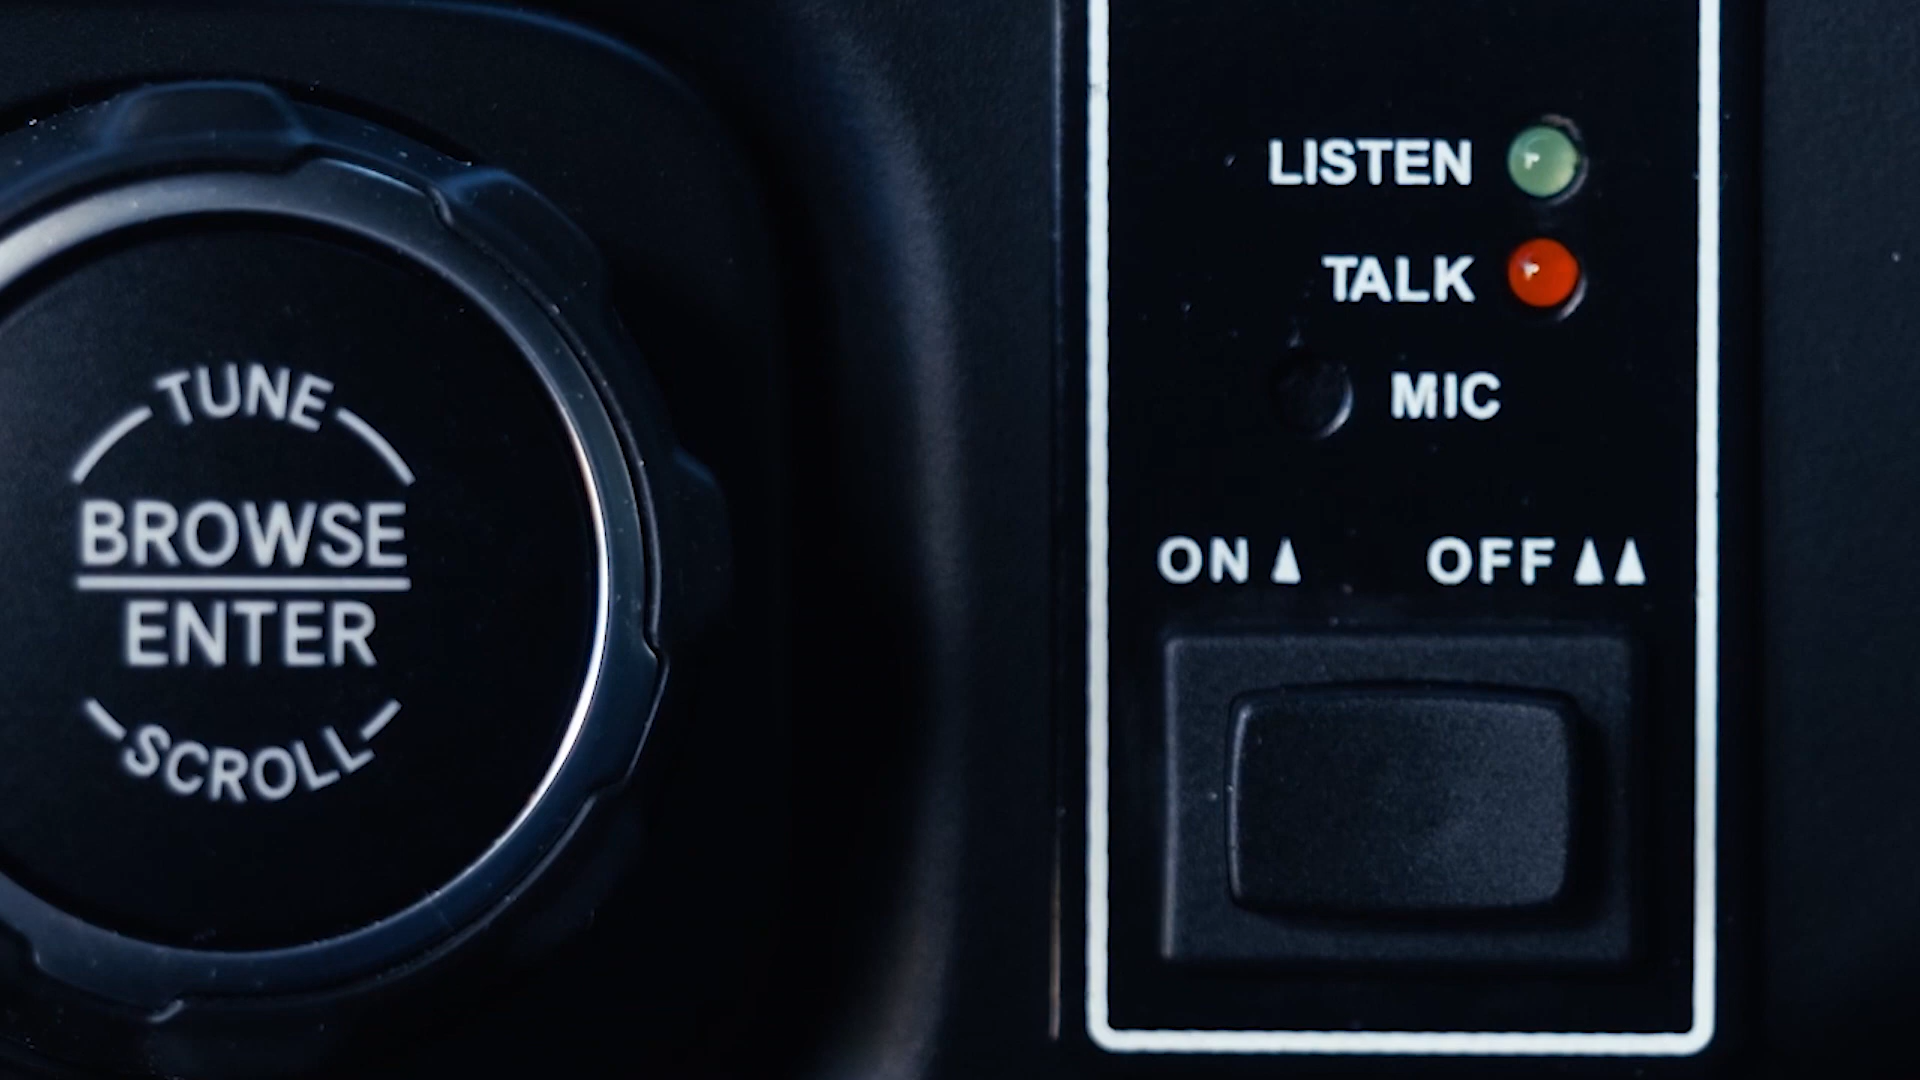 TUNE
BROWSE
ENTER
SCROLL
LISTEN
TALK
MIC
ON ▲ OFF ▲▲